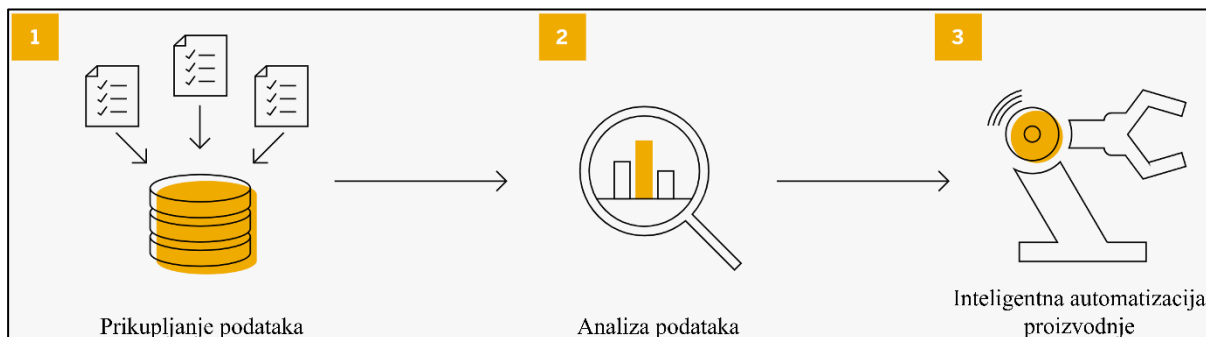 1
2
3
Prikupljanje podataka
Analiza podataka
Inteligentna automatizacija
proizvodnje